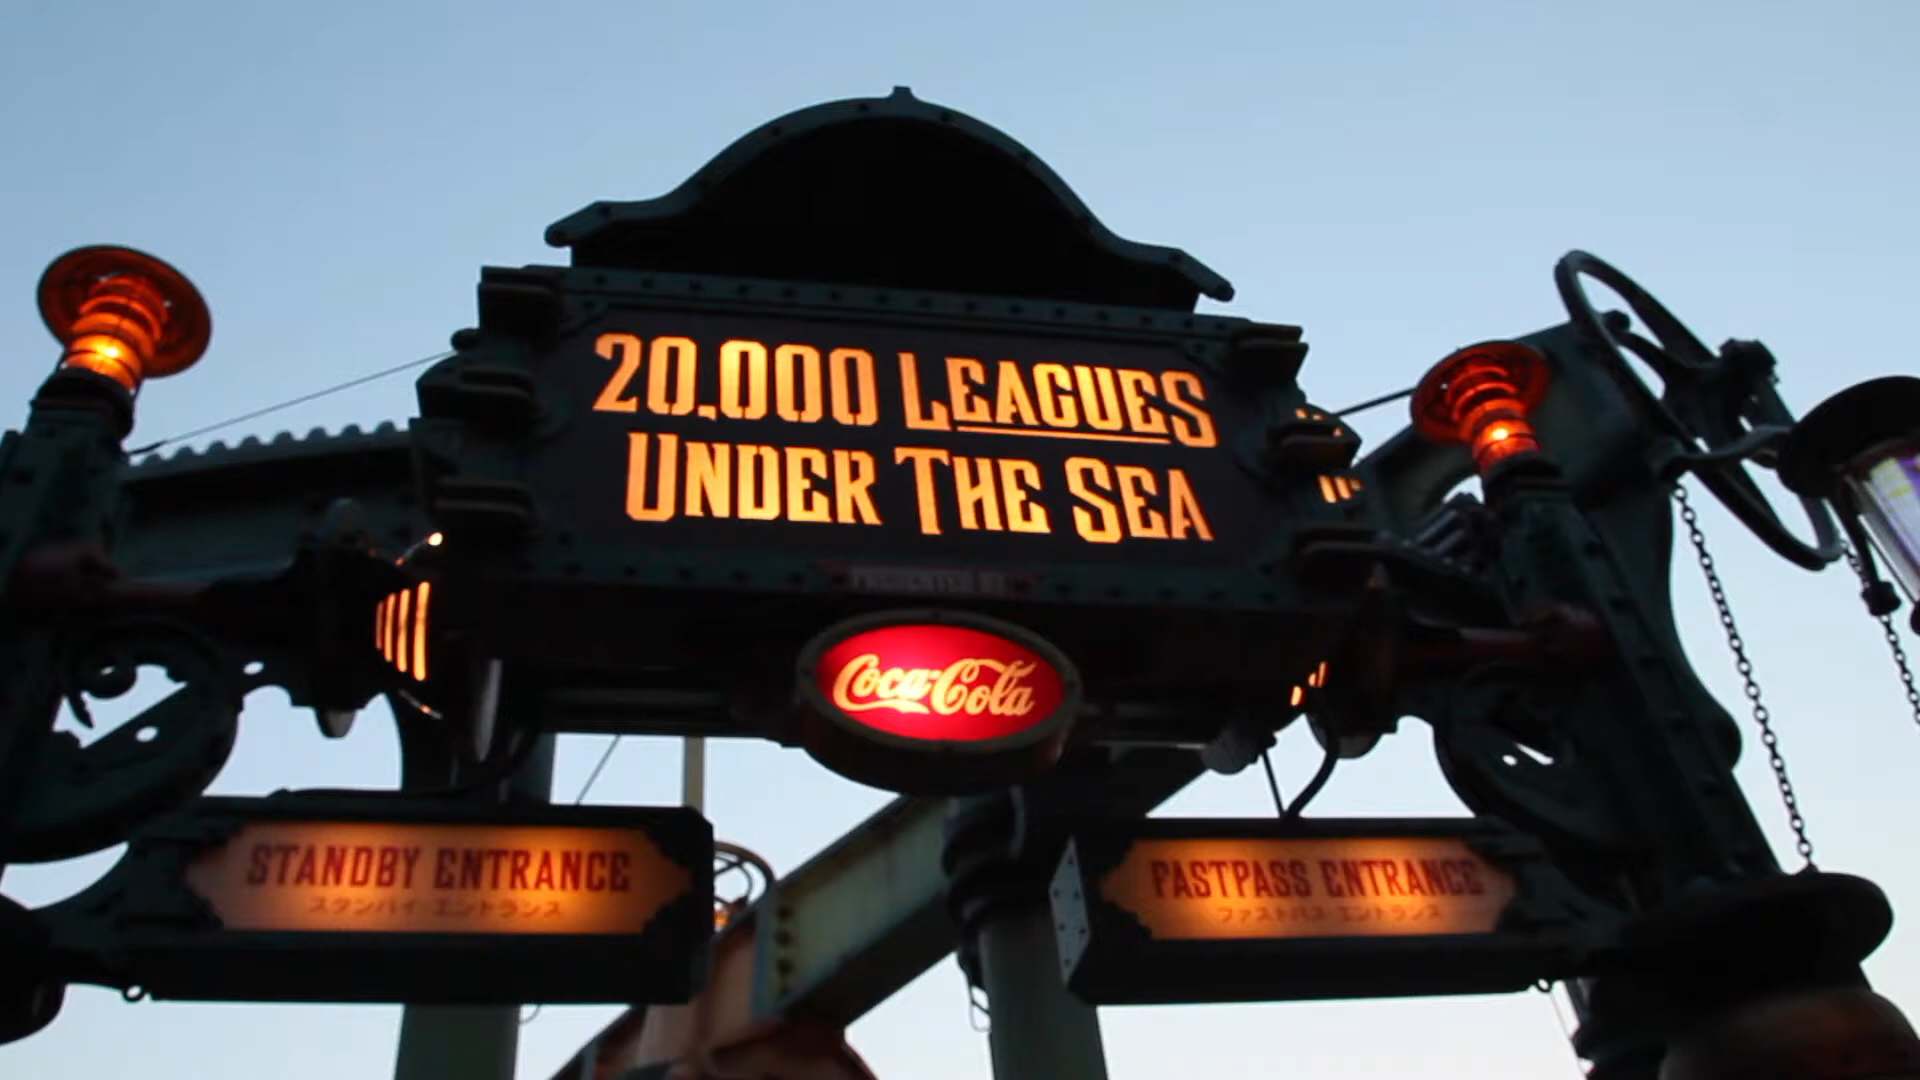 20,000 LEAGUES
UNDER THE SEA
Coca-Cola
STANDBY ENTRANCE
スタンバイ・エントランス
FASTPASS ENTRANCE
ファストパス・エントランス